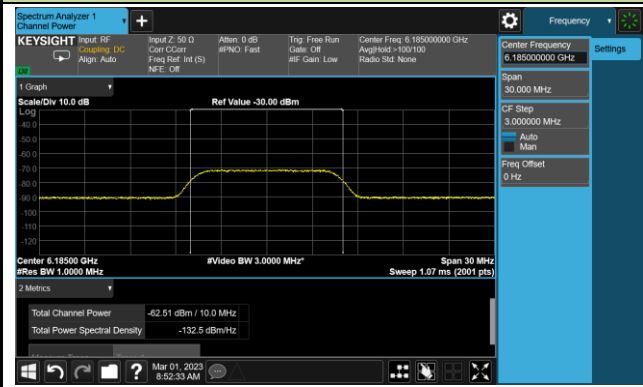 Spectrum Analyzer 1
Channel Power
Frequency
KEYSIGHT
Input: RF
Coupling: DC
Align: Auto
Input Z: 50 Ω
Corr CCorr
Freq Ref: Int (S)
NFE: Off
Atten: 0 dB
#PNO: Fast
Trig: Free Run
Gate: Off
#IF Gain: Low
Center Freq: 6.185000000 GHz
Avg|Hold:>100/100
Radio Std: None
Center Frequency
6.185000000 GHz
Settings
Span
30.000 MHz
CF Step
3.000000 MHz
Auto
Man
Freq Offset
0 Hz
1 Graph
Scale/Div 10.0 dB
Ref Value -30.00 dBm
Log
-40.0
-50.0
-60.0
-70.0
-80.0
-90.0
-100
-110
-120
Center 6.18500 GHz
#Video BW 3.0000 MHz*
Span 30 MHz
#Res BW 1.0000 MHz
Sweep 1.07 ms (2001 pts)
2 Metrics
Total Channel Power
-62.51 dBm / 10.0 MHz
Total Power Spectral Density
-132.5 dBm/Hz
Mar 01, 2023
8:52:33 AM